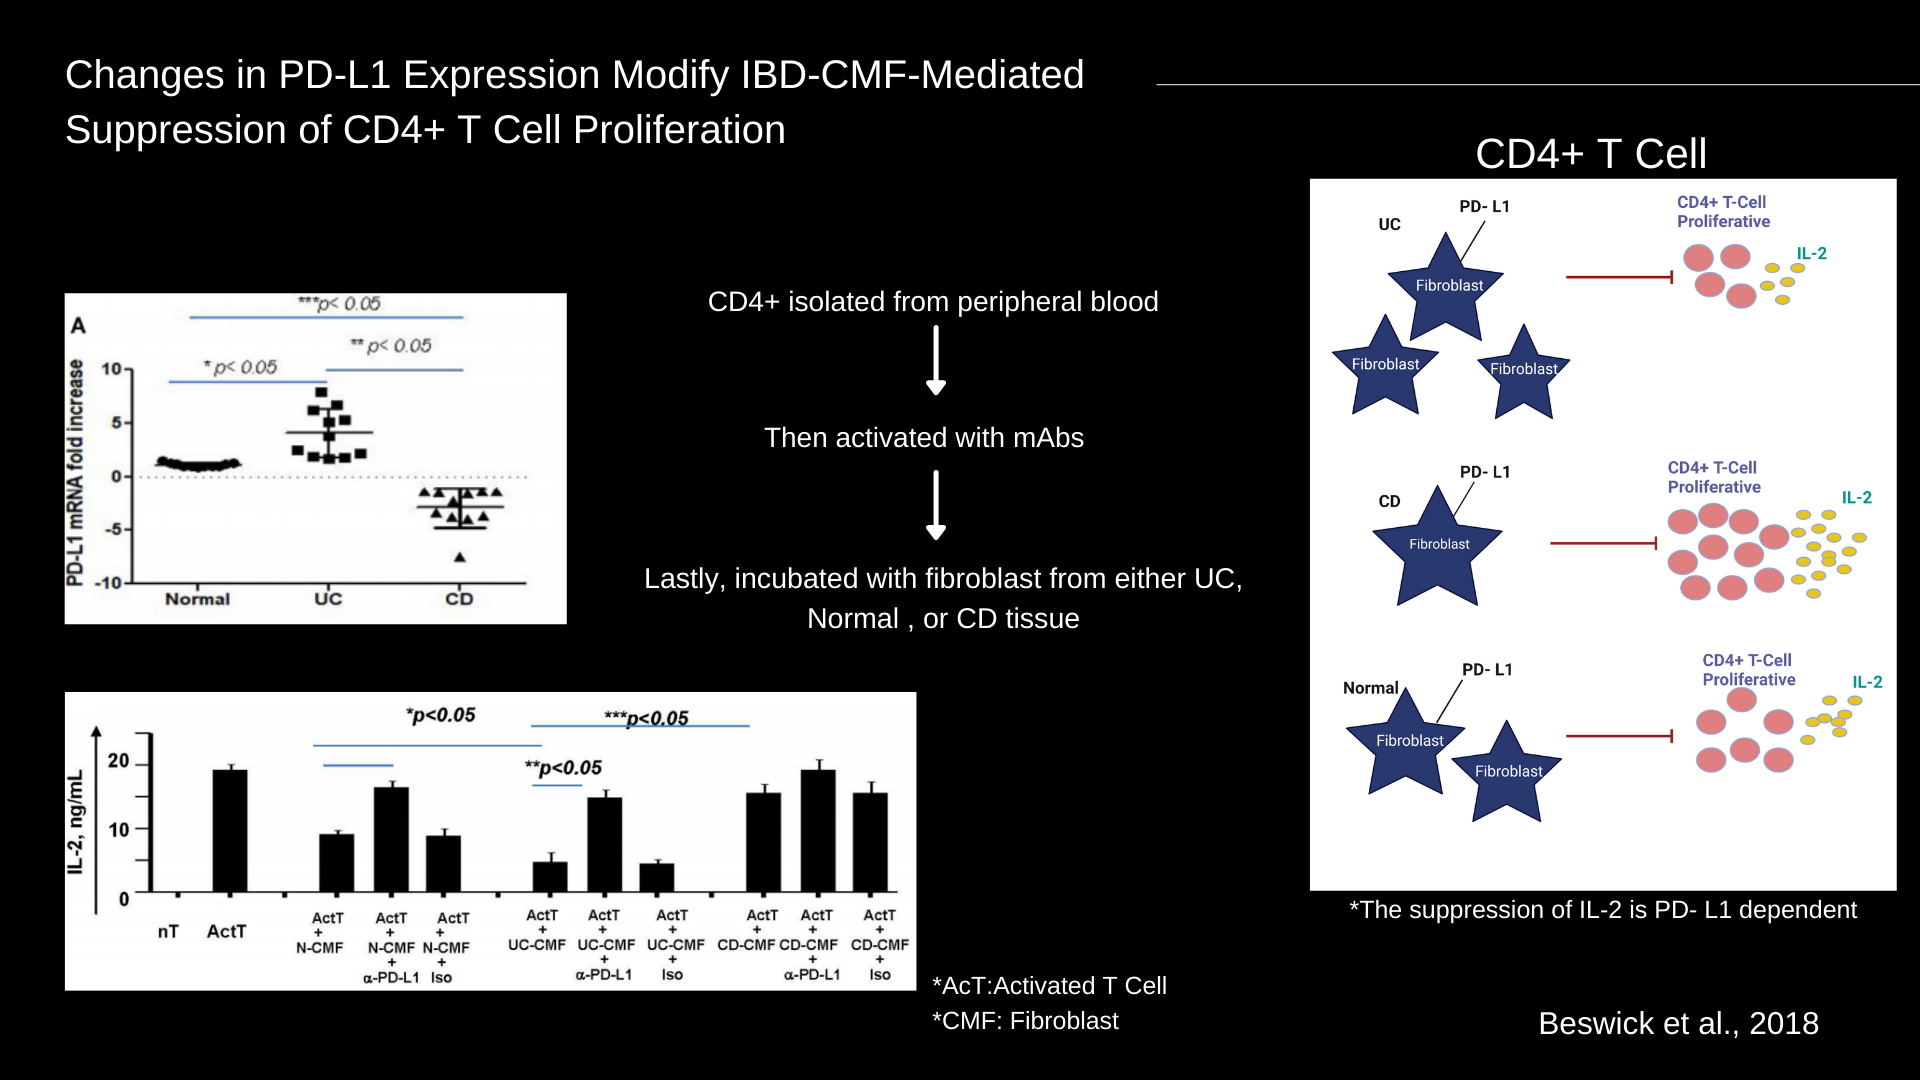 Changes in PD-L1 Expression Modify IBD-CMF-Mediated
Suppression of CD4+ T Cell Proliferation
A
***p< 0.05
** p< 0.05
* p< 0.05
PD-L1 mRNA fold increase
10
5
0
-5
-10
Normal UC CD
CD4+ isolated from peripheral blood
Then activated with mAbs
Lastly, incubated with fibroblast from either UC,
Normal , or CD tissue
*p<0.05
***p<0.05
**p<0.05
IL-2, ng/mL
20
10
0
nT
ActT
ActT
+
N-CMF
ActT
+
N-CMF
+
α-PD-L1
ActT
+
N-CMF
+
Iso
ActT
+
UC-CMF
ActT
+
UC-CMF
+
α-PD-L1
ActT
+
UC-CMF
+
Iso
ActT
+
CD-CMF
ActT
+
CD-CMF
+
α-PD-L1
ActT
+
CD-CMF
+
Iso
*AcT:Activated T Cell
*CMF: Fibroblast
CD4+ T Cell
UC
PD- L1
Fibroblast
Fibroblast
Fibroblast
CD4+ T-Cell
Proliferative
IL-2
CD
PD- L1
Fibroblast
CD4+ T-Cell
Proliferative
IL-2
Normal
PD- L1
Fibroblast
Fibroblast
CD4+ T-Cell
Proliferative
IL-2
*The suppression of IL-2 is PD- L1 dependent
Beswick et al., 2018